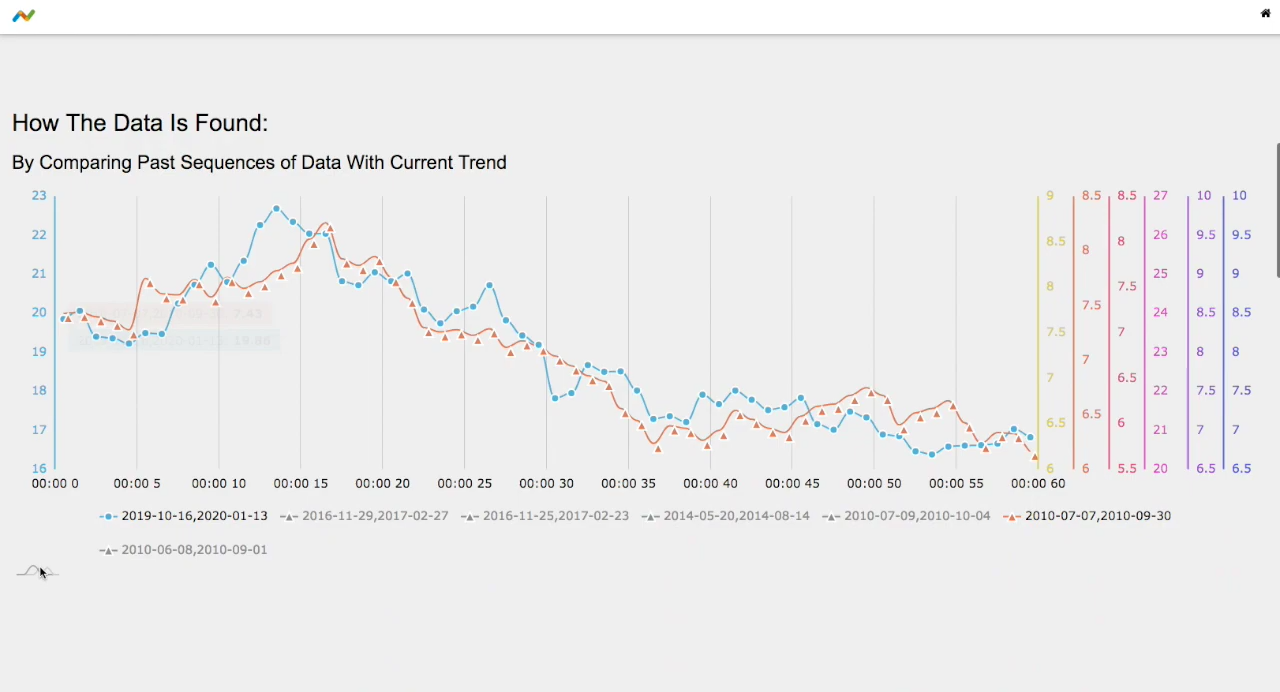 How The Data Is Found:
By Comparing Past Sequences of Data With Current Trend
23 9 8.5 8.5 27 10 10
22 8.5 8 8 26 9.5 9.5
21 8 7.5 7.5 25 9 9
20 7.5 7 7 24 8.5 8.5
19 7 6.5 6.5 23 8 8
18 6.5 6 6 22 7.5 7.5
17 6 5.5 21 7 7
16 20 6.5 6.5
7.43
19.86
00:00 0 00:00 5 00:00 10 00:00 15 00:00 20 00:00 25 00:00 30 00:00 35 00:00 40 00:00 45 00:00 50 00:00 55 00:00 60
2019-10-16,2020-01-13 2016-11-29,2017-02-27 2016-11-25,2017-02-23 2014-05-20,2014-08-14 2010-07-09,2010-10-04 2010-07-07,2010-09-30
2010-06-08,2010-09-01